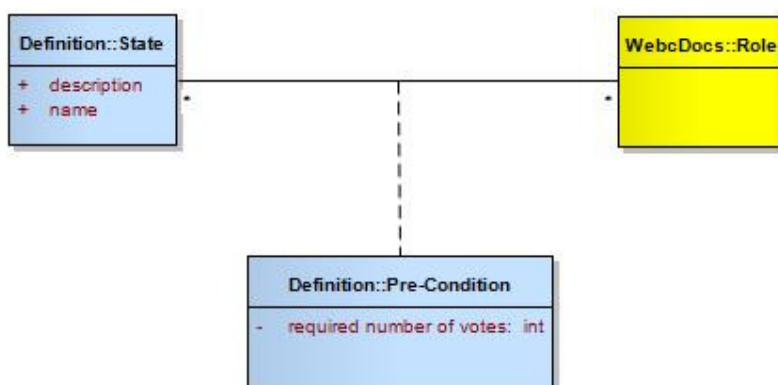 Definition::State
+ description
+ name
*
*
WebcDocs::Role
Definition::Pre-Condition
- required number of votes: int